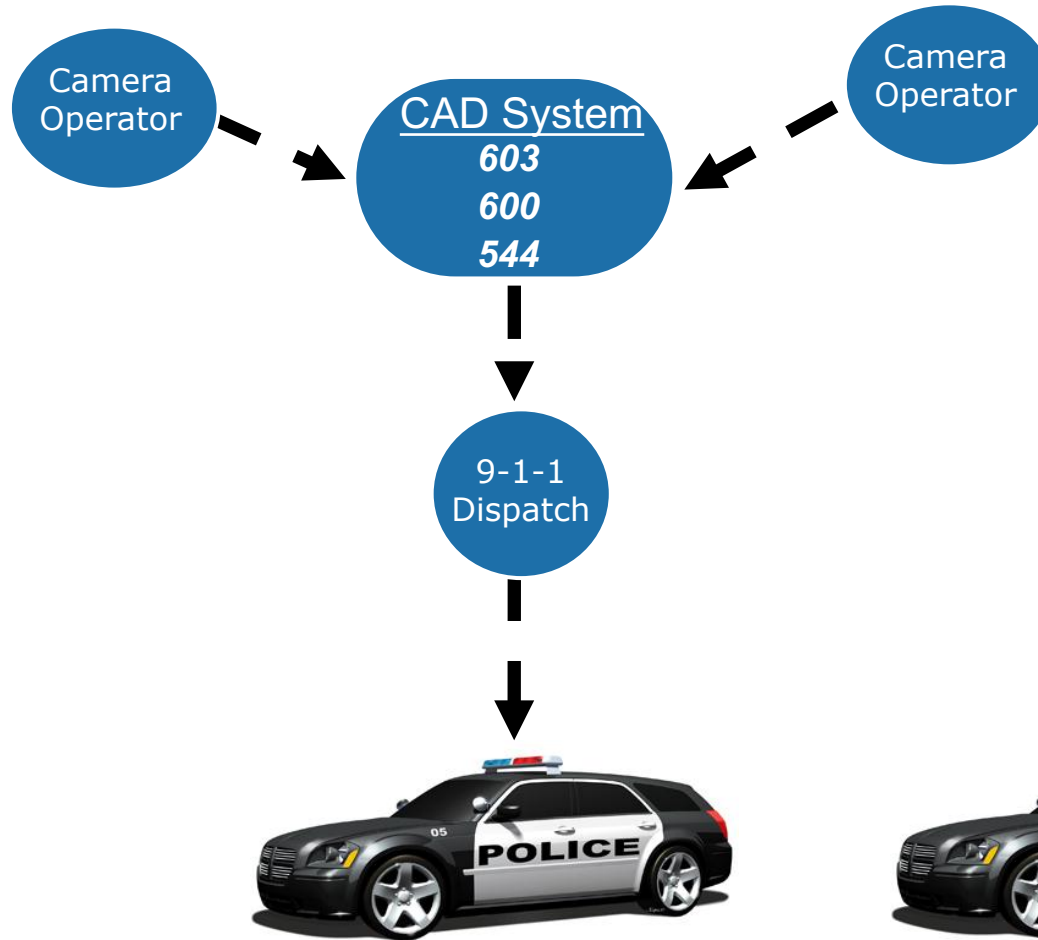 Camera
Operator
Camera
Operator
CAD System
603
600
544
9-1-1
Dispatch
05
POLICE